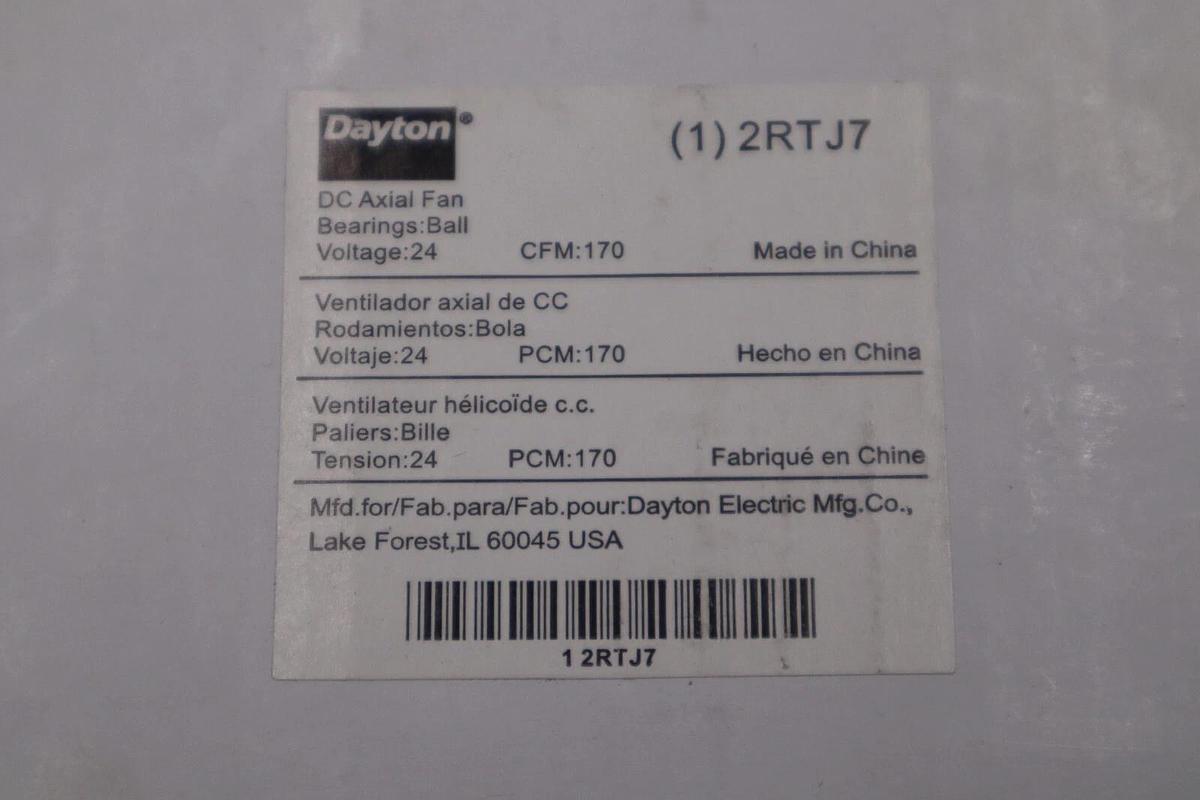 Dayton®
(1) 2RTJ7
DC Axial Fan
Bearings:Ball
Voltage:24 CFM:170 Made in China
Ventilador axial de CC
Rodamientos:Bola
Voltaje:24 PCM:170 Hecho en China
Ventilateur hélicoïde c.c.
Paliers:Bille
Tension:24 PCM:170 Fabriqué en Chine
Mfd.for/Fab.para/Fab.pour:Dayton Electric Mfg.Co.,
Lake Forest,IL 60045 USA
1 2RTJ7